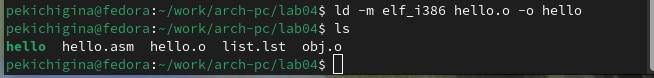 pekichigina@fedora:~/work/arch-pc/lab04$ ld -m elf_i386 hello.o -o hello
pekichigina@fedora:~/work/arch-pc/lab04$ ls
hello  hello.asm  hello.o  list.lst  obj.o
pekichigina@fedora:~/work/arch-pc/lab04$